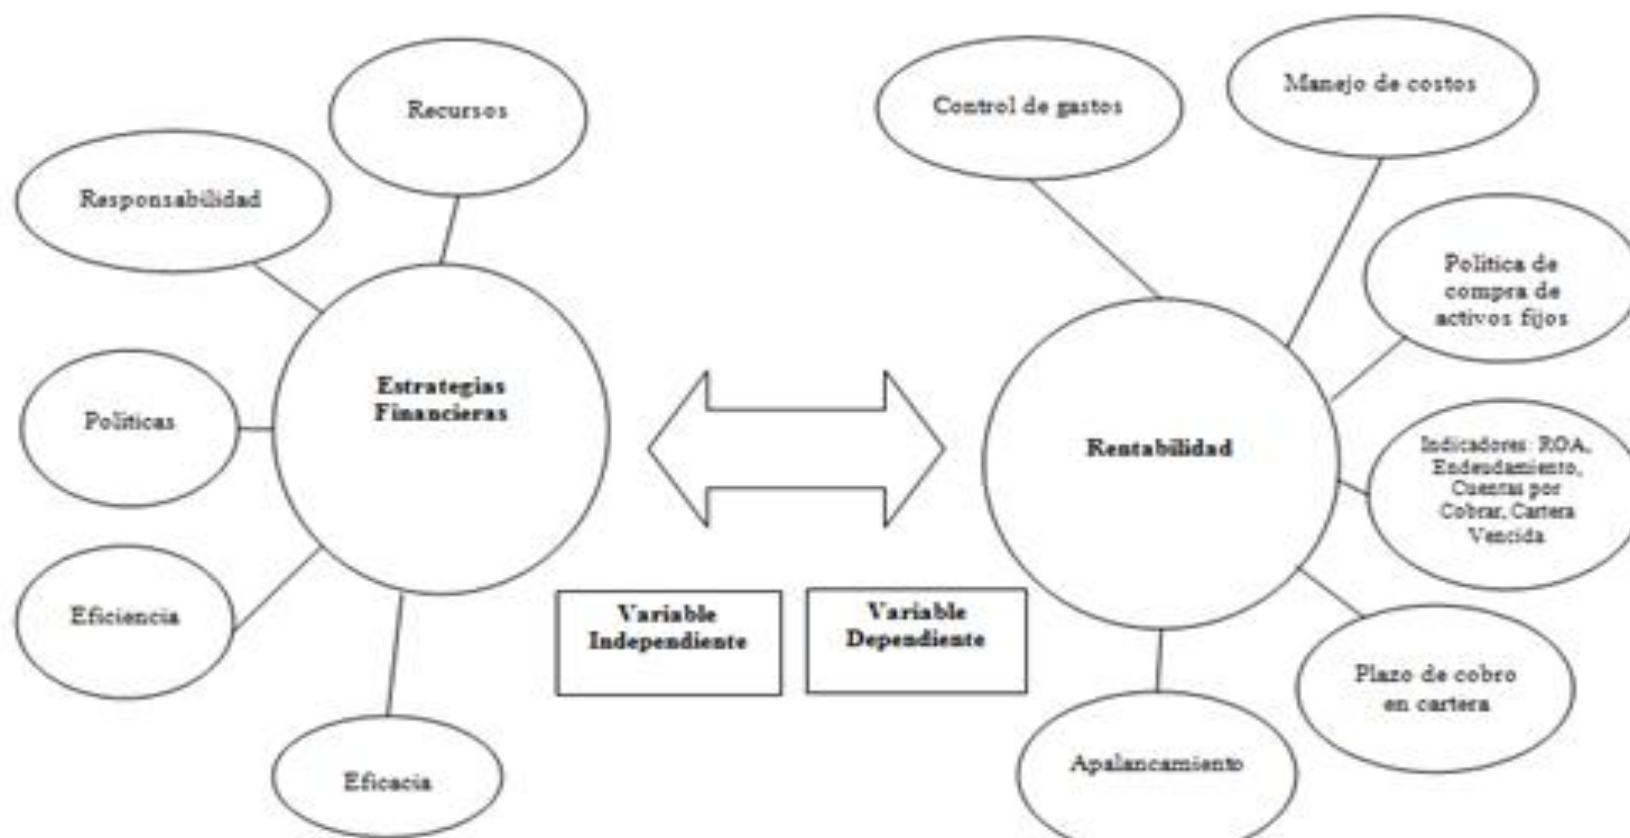 Recursos
Responsabilidad
Políticas
Eficiencia
Eficacia
Estrategias
Financieras
Variable
Independiente
Variable
Dependiente
Control de gastos
Manejo de costos
Política de
compra de
activos fijos
Indicadores: ROA,
Endeudamiento,
Cuentas por
Cobrar, Cartera
Vencida
Plazo de cobro
en cartera
Apalancamiento
Rentabilidad